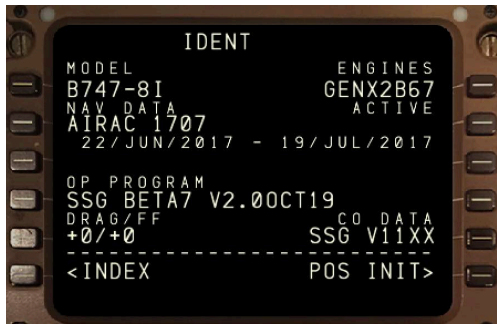 IDENT
MODEL ENGINES
B747-8I GENX2B67
NAV DATA ACTIVE
AIRAC 1707
22/JUN/2017 - 19/JUL/2017
OP PROGRAM
SSG BETA7 V2.0OCT19
DRAG/FF CO DATA
+0/+0 SSG V11XX
<INDEX POS INIT>